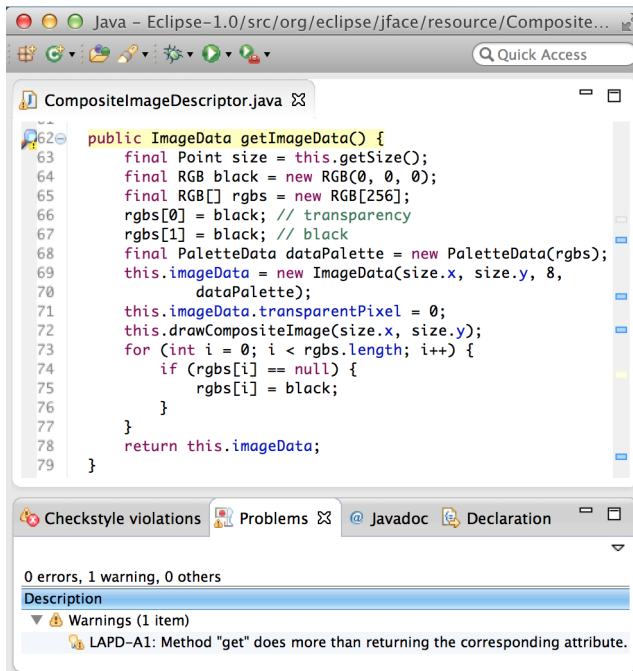 Java – Eclipse-1.0/src/org/eclipse/jface/resource/Composite...
Quick Access
CompositeImageDescriptor.java
62 public ImageData getImageData() {
63 final Point size = this.getSize();
64 final RGB black = new RGB(0, 0, 0);
65 final RGB[] rgbs = new RGB[256];
66 rgbs[0] = black; // transparency
67 rgbs[1] = black; // black
68 final PaletteData dataPalette = new PaletteData(rgbs);
69 this.imageData = new ImageData(size.x, size.y, 8,
70 dataPalette);
71 this.imageData.transparentPixel = 0;
72 this.drawCompositeImage(size.x, size.y);
73 for (int i = 0; i < rgbs.length; i++) {
74 if (rgbs[i] == null) {
75 rgbs[i] = black;
76 }
77 }
78 return this.imageData;
79 }
Checkstyle violations Problems @ Javadoc Declaration
0 errors, 1 warning, 0 others
Description
Warnings (1 item)
LAPD-A1: Method "get" does more than returning the corresponding attribute.